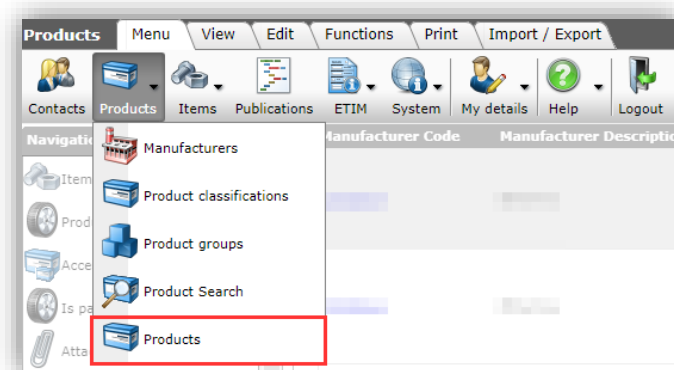 Products Menu View Edit Functions Print Import / Export
Contacts Products Items Publications ETIM System My details Help Logout
Navigatio Manufacturer Code Manufacturer Descriptio
Manufacturers
Item
Product classifications
Prod
Product groups
Acce
Product Search
Is pa
Products
Atta